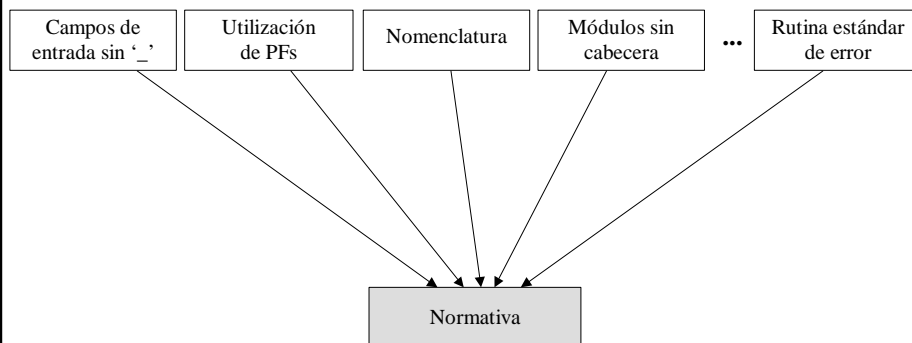 Campos de
entrada sin ‘_’
Utilización
de PFs
Nomenclatura
Módulos sin
cabecera
...
Rutina estándar
de error
Normativa